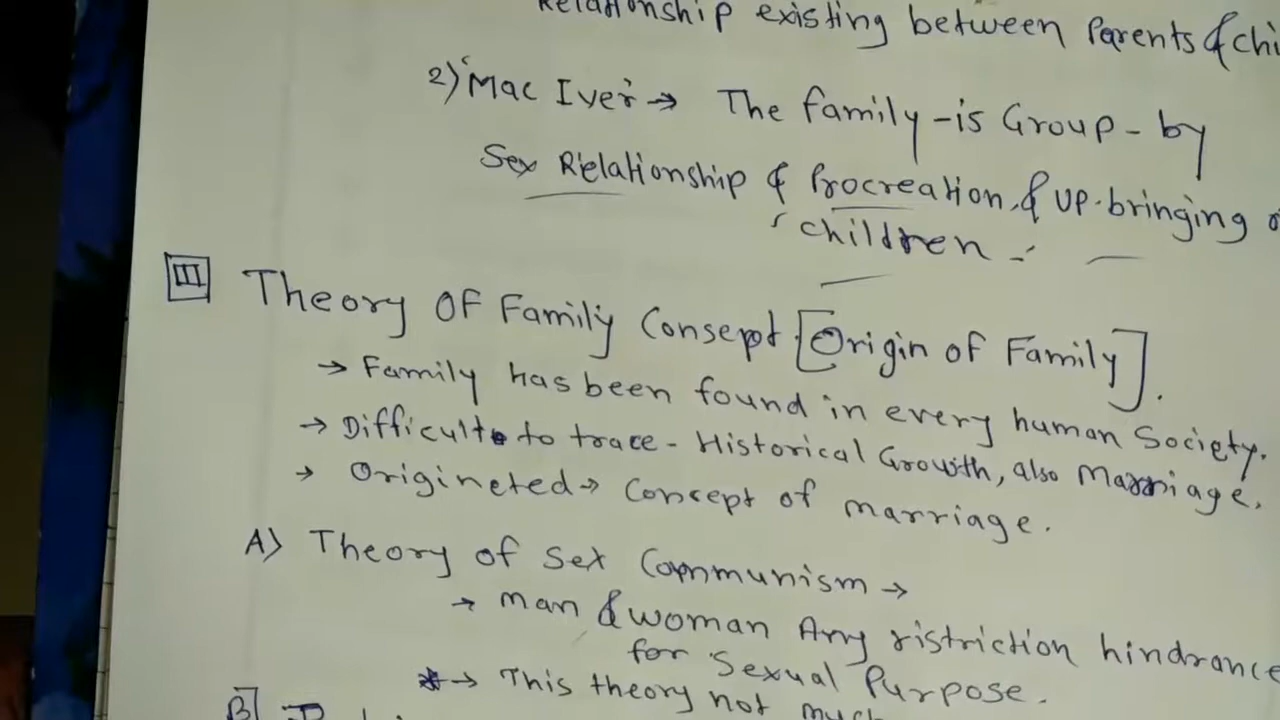 Relationship existing between Parents & chi
2) Mac Iver → The family-is Group-by
Sex Relationship & Procreation, & up-bringing o
children.
III Theory Of Family Consept [Origin of Family].
→ Family has been found in every human Society.
→ Difficult to trace - Historical Growth, also Marriage.
→ Origineted → Concept of marriage.
A) Theory of Sex Communism →
→ Man & woman Any ristriction hindrance
for Sexual Purpose.
* → This theory not much
B]